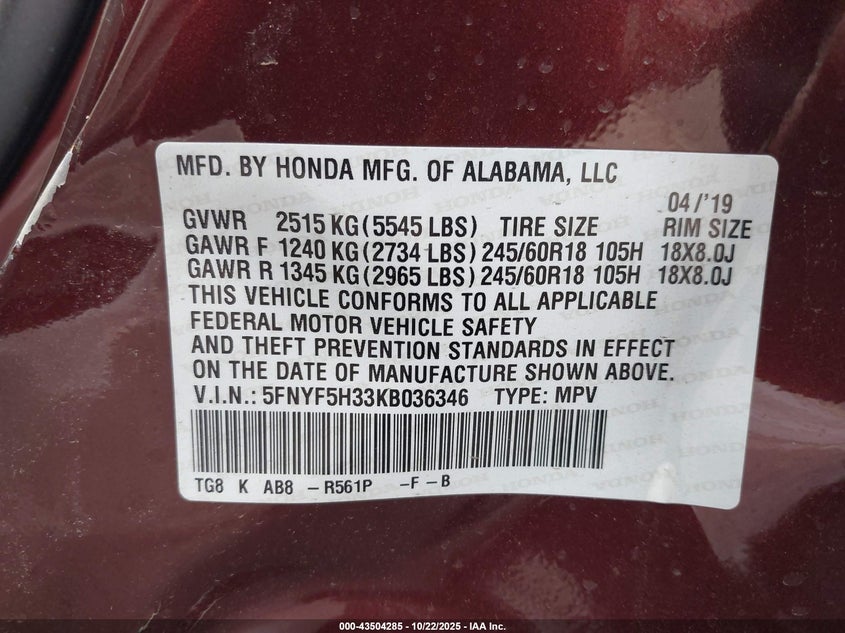 MFD. BY HONDA MFG. OF ALABAMA, LLC
04/'19
GVWR 2515 KG (5545 LBS) TIRE SIZE RIM SIZE
GAWR F 1240 KG (2734 LBS) 245/60R18 105H 18X8.0J
GAWR R 1345 KG (2965 LBS) 245/60R18 105H 18X8.0J
THIS VEHICLE CONFORMS TO ALL APPLICABLE
FEDERAL MOTOR VEHICLE SAFETY
AND THEFT PREVENTION STANDARDS IN EFFECT
ON THE DATE OF MANUFACTURE SHOWN ABOVE.
V.I.N.: 5FNYF5H33KB036346 TYPE: MPV
TG8 K AB8 –R561P –F –B
000-43504285 - 10/22/2025 - IAA Inc.